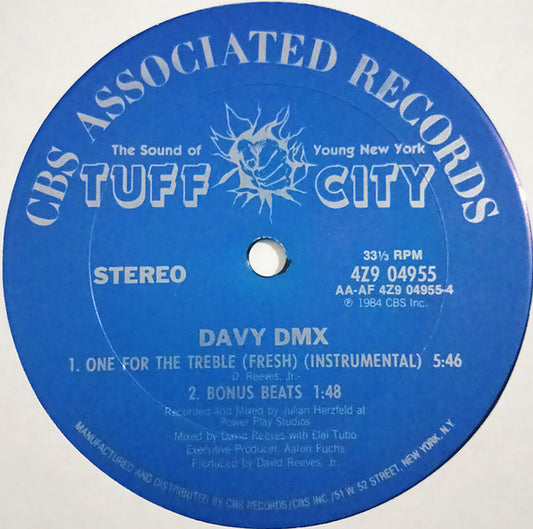 CBS ASSOCIATED RECORDS
The Sound of Young New York
TUFF CITY
STEREO
33⅓ RPM
4Z9 04955
AA-AF 4Z9 04955-4
℗ 1984 CBS Inc.
DAVY DMX
1. ONE FOR THE TREBLE (FRESH) (INSTRUMENTAL) 5:46
-D. Reeves, Jr.-
2. BONUS BEATS 1:48
Recorded and Mixed by Julian Herzfeld at
Power Play Studios
Mixed by David Reeves with Elai Tubo
Executive Producer, Aaron Fuchs
Produced by David Reeves, Jr.
MANUFACTURED AND DISTRIBUTED BY CBS RECORDS/CBS INC./51 W. 52 STREET, NEW YORK, N.Y.